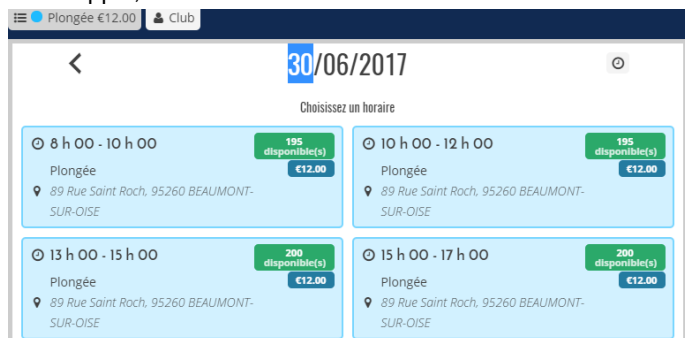 Plongée €12.00 Club
30/06/2017
Choisissez un horaire
8 h 00 - 10 h 00 195
disponible(s)
Plongée €12.00
89 Rue Saint Roch, 95260 BEAUMONT-
SUR-OISE
10 h 00 - 12 h 00 195
disponible(s)
Plongée €12.00
89 Rue Saint Roch, 95260 BEAUMONT-
SUR-OISE
13 h 00 - 15 h 00 200
disponible(s)
Plongée €12.00
89 Rue Saint Roch, 95260 BEAUMONT-
SUR-OISE
15 h 00 - 17 h 00 200
disponible(s)
Plongée €12.00
89 Rue Saint Roch, 95260 BEAUMONT-
SUR-OISE